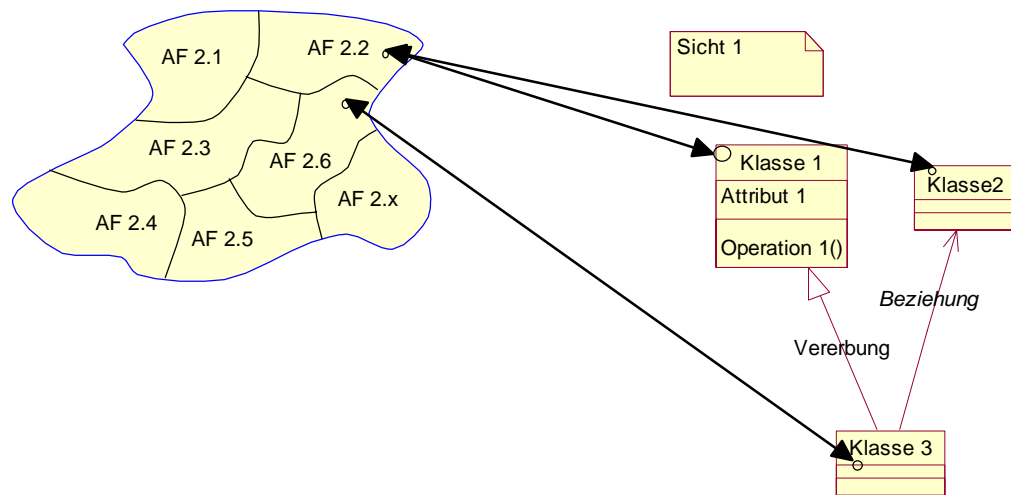 AF 2.1
AF 2.2
AF 2.3
AF 2.6
AF 2.x
AF 2.4
AF 2.5
Sicht 1
Klasse 1
Attribut 1
Operation 1()
Klasse2
Beziehung
Vererbung
Klasse 3